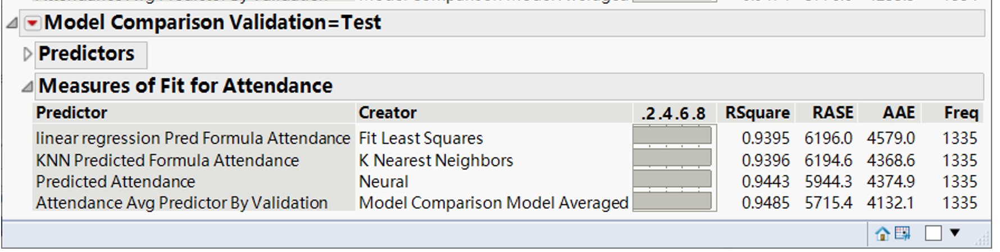 Model Comparison Validation=Test
Predictors
Measures of Fit for Attendance
Predictor Creator .2 .4 .6 .8 RSquare RASE AAE Freq
linear regression Pred Formula Attendance Fit Least Squares 0.9395 6196.0 4579.0 1335
KNN Predicted Formula Attendance K Nearest Neighbors 0.9396 6194.6 4368.6 1335
Predicted Attendance Neural 0.9443 5944.3 4374.9 1335
Attendance Avg Predictor By Validation Model Comparison Model Averaged 0.9485 5715.4 4132.1 1335